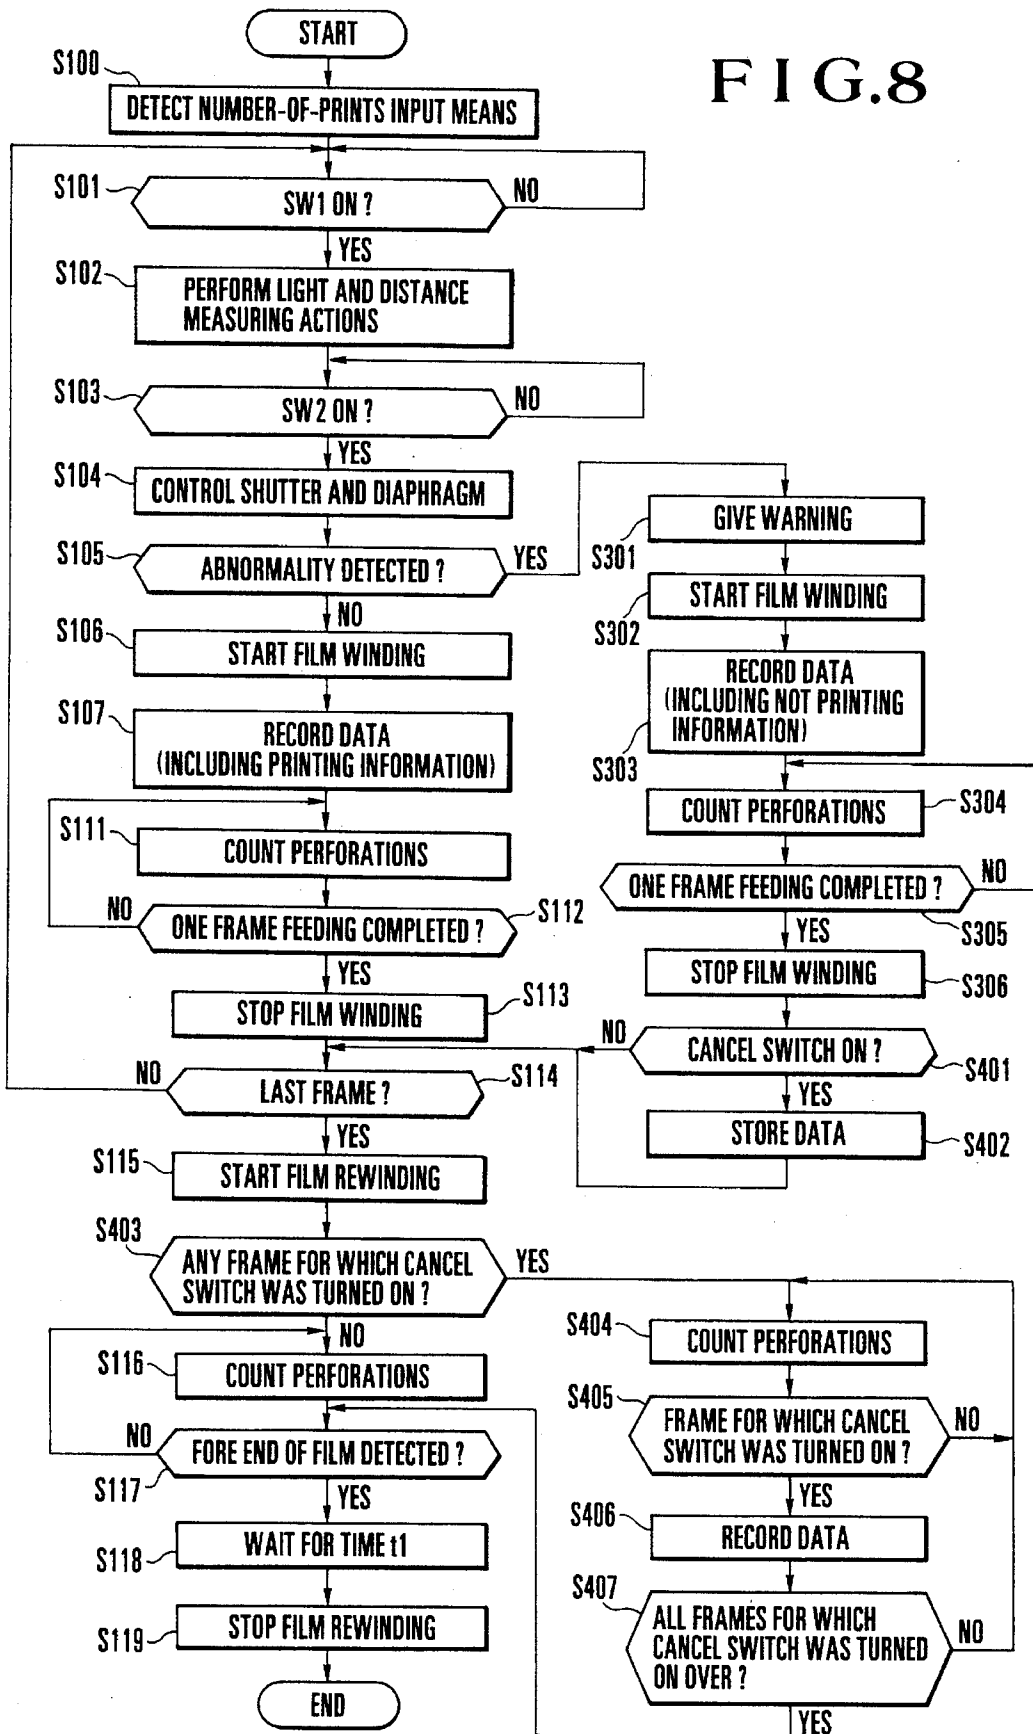 FIG.8
START
S100
DETECT NUMBER-OF-PRINTS INPUT MEANS
S101
SW1 ON ?
NO
YES
S102
PERFORM LIGHT AND DISTANCE
MEASURING ACTIONS
S103
SW2 ON ?
NO
YES
S104
CONTROL SHUTTER AND DIAPHRAGM
S105
ABNORMALITY DETECTED ?
YES
NO
S106
START FILM WINDING
S107
RECORD DATA
(INCLUDING PRINTING INFORMATION)
S111
COUNT PERFORATIONS
NO
ONE FRAME FEEDING COMPLETED ?
S112
YES
STOP FILM WINDING
S113
NO
LAST FRAME ?
S114
YES
S115
START FILM REWINDING
S403
ANY FRAME FOR WHICH CANCEL
SWITCH WAS TURNED ON ?
YES
NO
S116
COUNT PERFORATIONS
NO
FORE END OF FILM DETECTED ?
S117
YES
WAIT FOR TIME t1
S118
STOP FILM REWINDING
S119
END
GIVE WARNING
S301
START FILM WINDING
S302
RECORD DATA
(INCLUDING NOT PRINTING
INFORMATION)
S303
COUNT PERFORATIONS
S304
ONE FRAME FEEDING COMPLETED ?
NO
S305
YES
STOP FILM WINDING
S306
NO
CANCEL SWITCH ON ?
S401
YES
STORE DATA
S402
S404
COUNT PERFORATIONS
S405
FRAME FOR WHICH CANCEL
SWITCH WAS TURNED ON ?
NO
YES
S406
RECORD DATA
S407
ALL FRAMES FOR WHICH
CANCEL SWITCH WAS TURNED
ON OVER ?
NO
YES